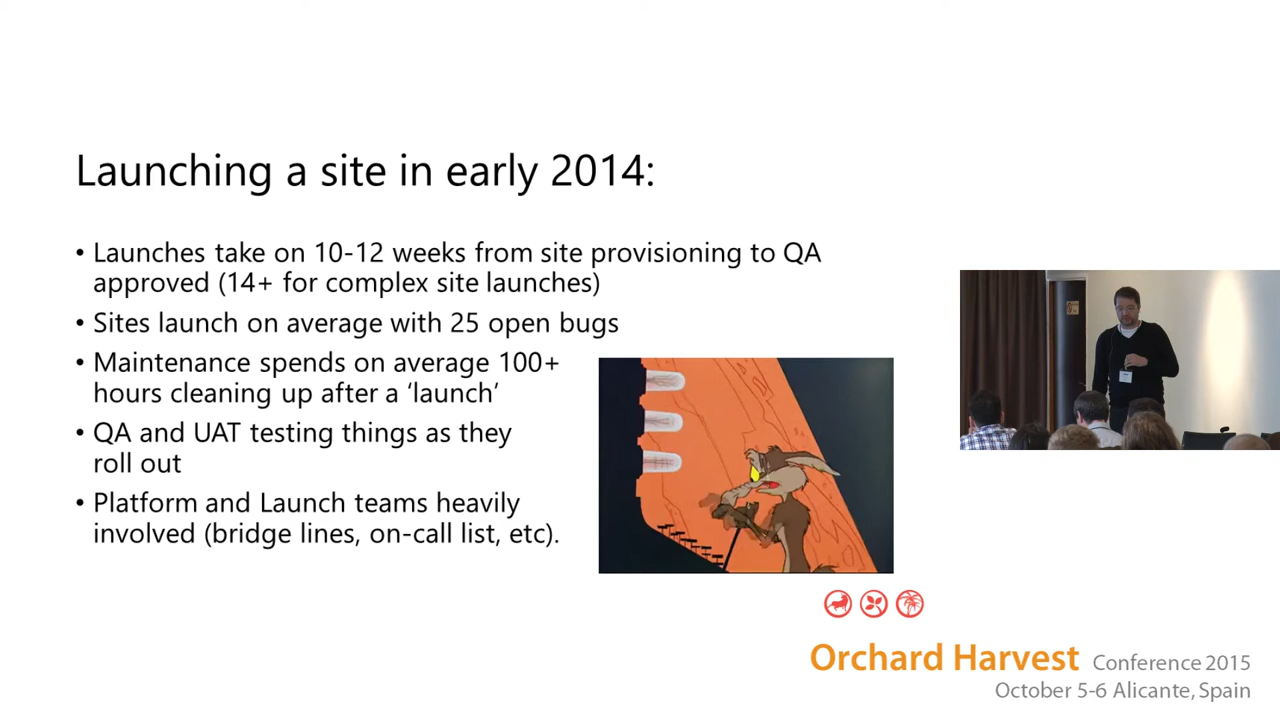 Launching a site in early 2014:
• Launches take on 10-12 weeks from site provisioning to QA
approved (14+ for complex site launches)
• Sites launch on average with 25 open bugs
• Maintenance spends on average 100+
hours cleaning up after a ‘launch’
• QA and UAT testing things as they
roll out
• Platform and Launch teams heavily
involved (bridge lines, on-call list, etc).
Orchard Harvest Conference 2015
October 5-6 Alicante, Spain